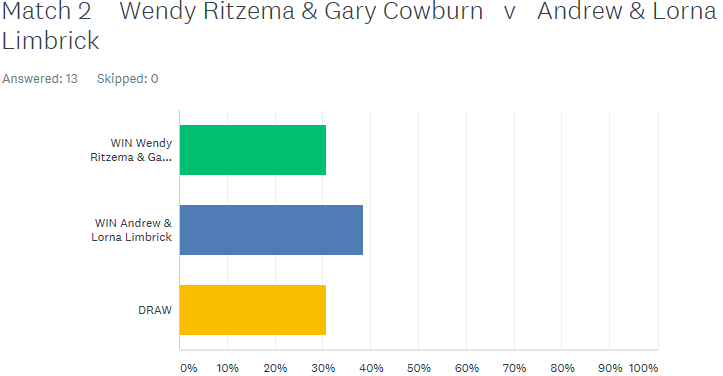 Match 2 Wendy Ritzema & Gary Cowburn v Andrew & Lorna
Limbrick
Answered: 13 Skipped: 0
WIN Wendy
Ritzema & Ga...
WIN Andrew &
Lorna Limbrick
DRAW
0% 10% 20% 30% 40% 50% 60% 70% 80% 90% 100%